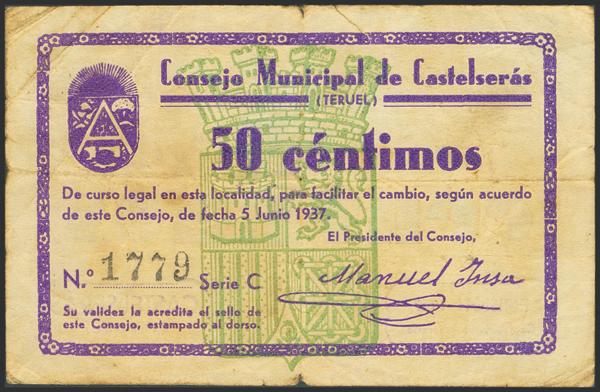 Consejo Municipal de Castelserás
(TERUEL)
50 céntimos
De curso legal en esta localidad, para facilitar el cambio, según acuerdo
de este Consejo, de fecha 5 Junio 1937.
El Presidente del Consejo,
N.º 1779 Serie C
Manuel Insa
Su validez la acredita el sello de
este Consejo, estampado al dorso.